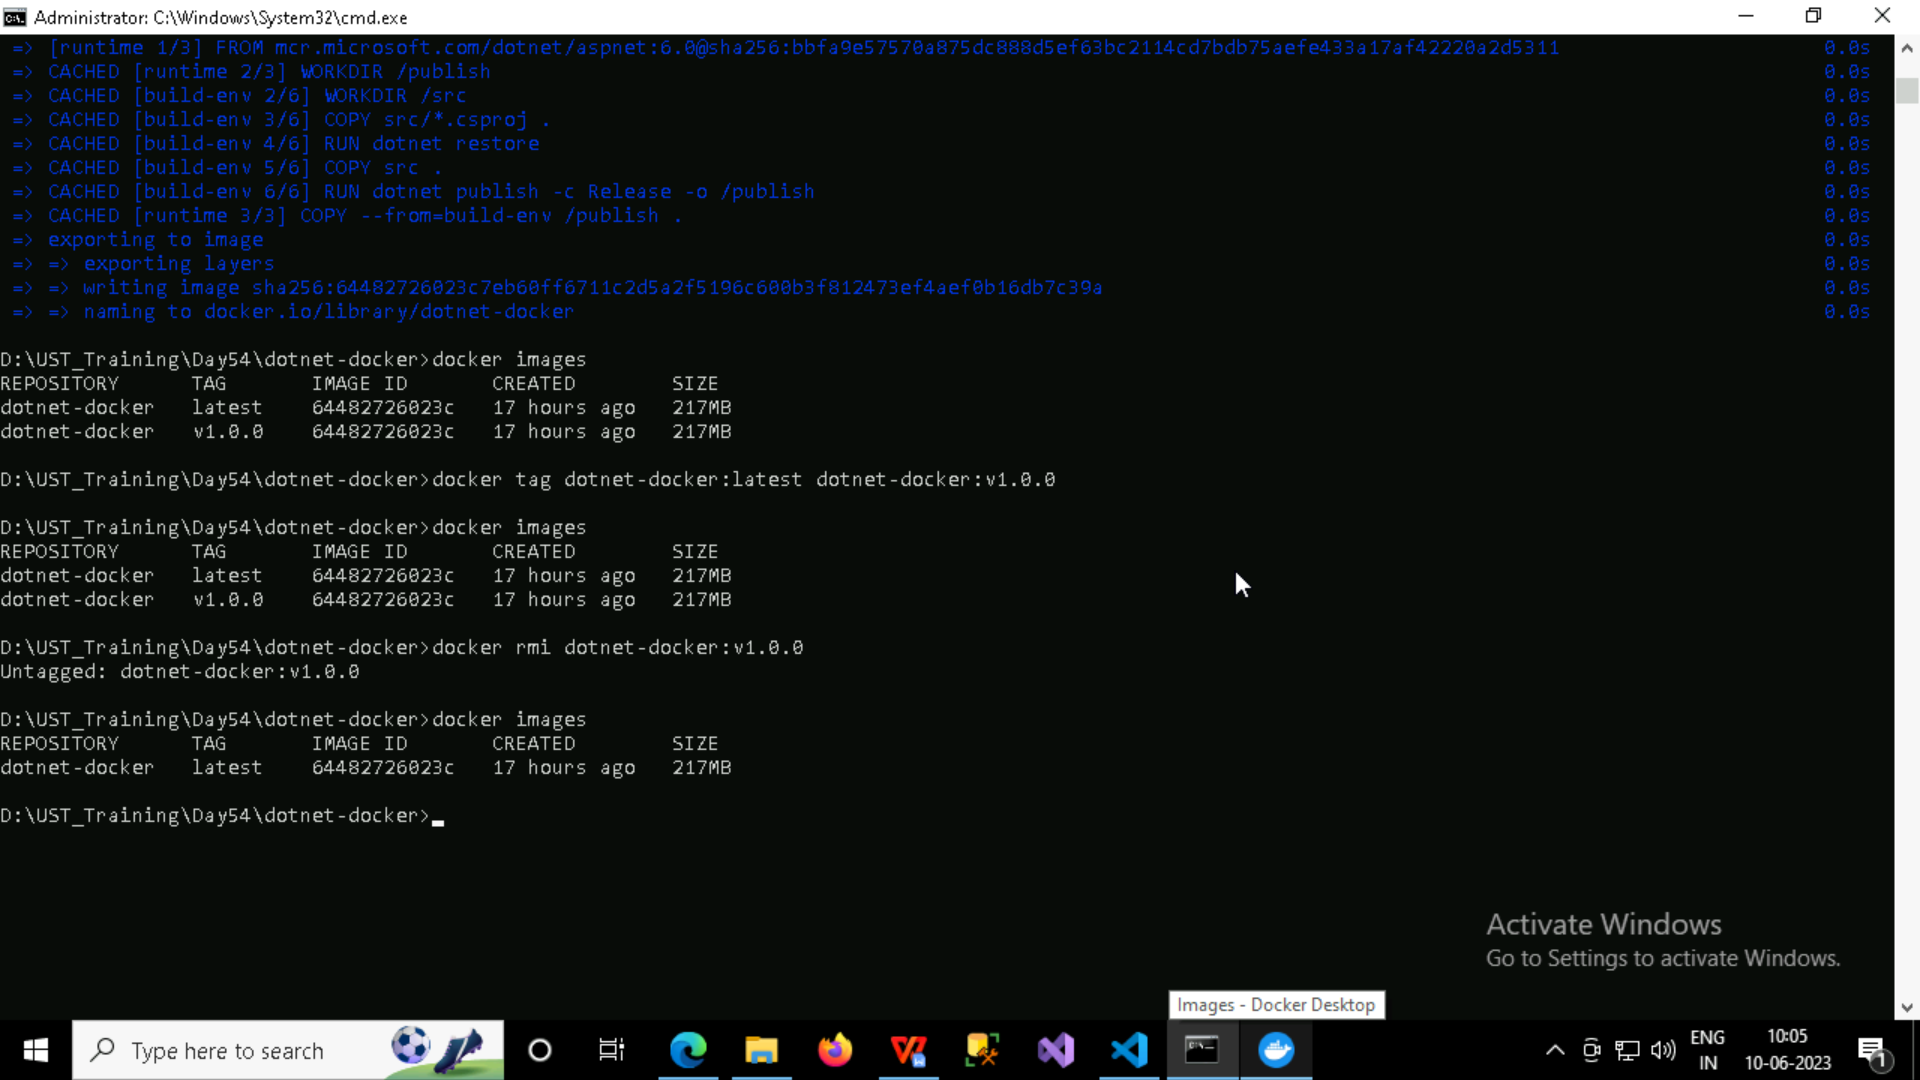 Administrator: C:\Windows\System32\cmd.exe
=> [runtime 1/3] FROM mcr.microsoft.com/dotnet/aspnet:6.0@sha256:bbfa9e57570a875dc888d5ef63bc2114cd7bdb75aefe433a17af42220a2d5311 0.0s
=> CACHED [runtime 2/3] WORKDIR /publish 0.0s
=> CACHED [build-env 2/6] WORKDIR /src 0.0s
=> CACHED [build-env 3/6] COPY src/*.csproj . 0.0s
=> CACHED [build-env 4/6] RUN dotnet restore 0.0s
=> CACHED [build-env 5/6] COPY src . 0.0s
=> CACHED [build-env 6/6] RUN dotnet publish -c Release -o /publish 0.0s
=> CACHED [runtime 3/3] COPY --from=build-env /publish . 0.0s
=> exporting to image 0.0s
=> => exporting layers 0.0s
=> => writing image sha256:64482726023c7eb60ff6711c2d5a2f5196c600b3f812473ef4aef0b16db7c39a 0.0s
=> => naming to docker.io/library/dotnet-docker 0.0s
D:\UST_Training\Day54\dotnet-docker>docker images
REPOSITORY TAG IMAGE ID CREATED SIZE
dotnet-docker latest 64482726023c 17 hours ago 217MB
dotnet-docker v1.0.0 64482726023c 17 hours ago 217MB
D:\UST_Training\Day54\dotnet-docker>docker tag dotnet-docker:latest dotnet-docker:v1.0.0
D:\UST_Training\Day54\dotnet-docker>docker images
REPOSITORY TAG IMAGE ID CREATED SIZE
dotnet-docker latest 64482726023c 17 hours ago 217MB
dotnet-docker v1.0.0 64482726023c 17 hours ago 217MB
D:\UST_Training\Day54\dotnet-docker>docker rmi dotnet-docker:v1.0.0
Untagged: dotnet-docker:v1.0.0
D:\UST_Training\Day54\dotnet-docker>docker images
REPOSITORY TAG IMAGE ID CREATED SIZE
dotnet-docker latest 64482726023c 17 hours ago 217MB
D:\UST_Training\Day54\dotnet-docker>_
Activate Windows
Go to Settings to activate Windows.
Images - Docker Desktop
Type here to search
ENG
IN
10:05
10-06-2023
1